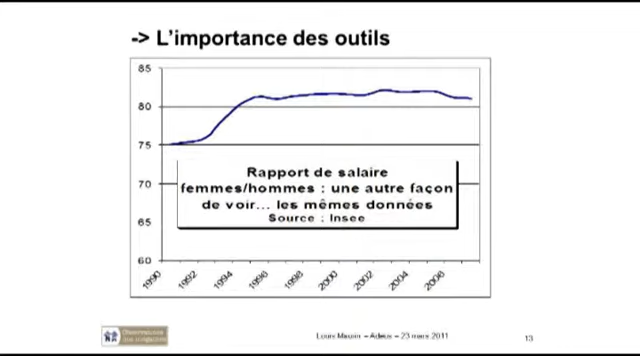 -> L'importance des outils
85
80
75
70
65
60
Rapport de salaire
femmes/hommes : une autre façon
de voir... les mêmes données
Source : Insee
1990
1992
1994
1996
1998
2000
2002
2004
2006
Louis Maurin – Adeus – 23 mars 2011
13